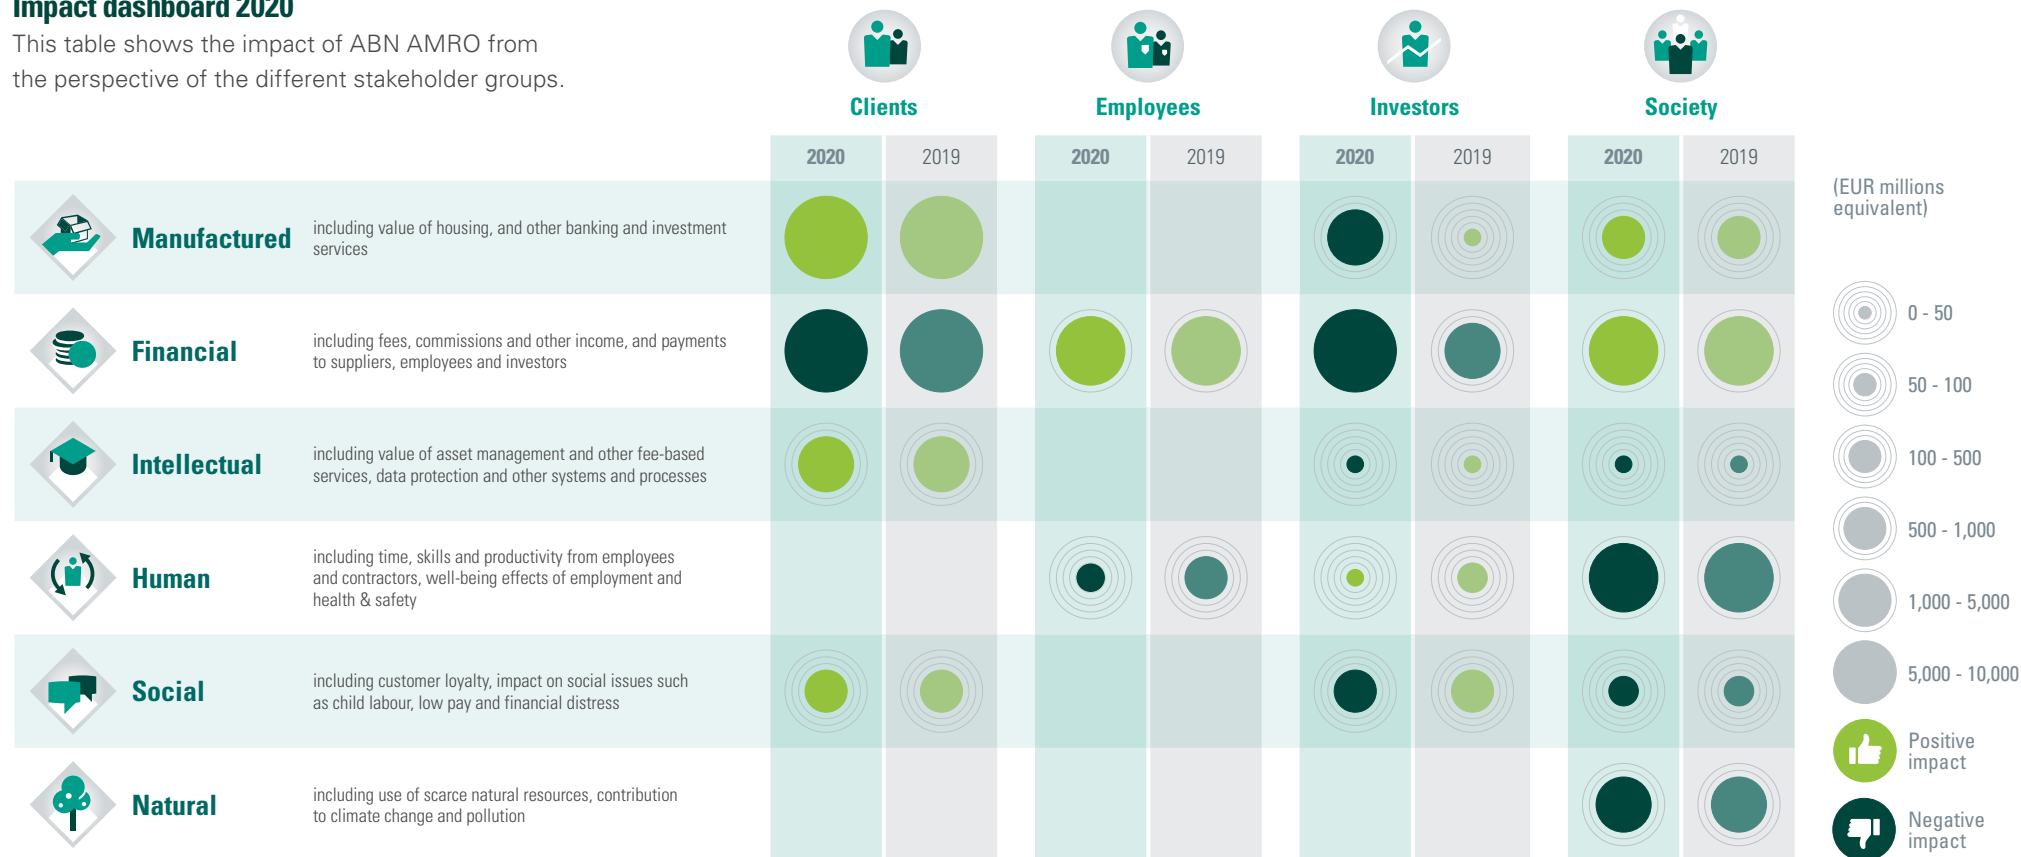 Impact dashboard 2020
This table shows the impact of ABN AMRO from
the perspective of the different stakeholder groups.
Clients
Employees
Investors
Society
2020
2019
2020
2019
2020
2019
2020
2019
(EUR millions
equivalent)
Manufactured
including value of housing, and other banking and investment
services
Financial
including fees, commissions and other income, and payments
to suppliers, employees and investors
Intellectual
including value of asset management and other fee-based
services, data protection and other systems and processes
Human
including time, skills and productivity from employees
and contractors, well-being effects of employment and
health & safety
Social
including customer loyalty, impact on social issues such
as child labour, low pay and financial distress
Natural
including use of scarce natural resources, contribution
to climate change and pollution
0 - 50
50 - 100
100 - 500
500 - 1,000
1,000 - 5,000
5,000 - 10,000
Positive
impact
Negative
impact